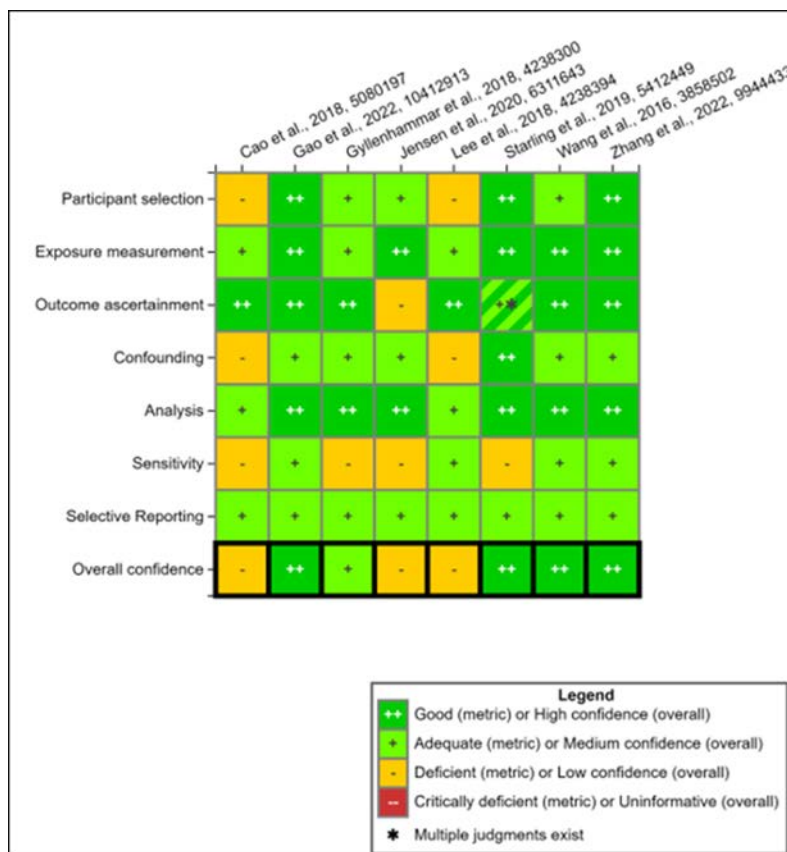 Cao et al., 2018, 5080197
Gao et al., 2022, 10412913
Gyllenhammar et al., 2018, 4238300
Jensen et al., 2020, 6311643
Lee et al., 2018, 4238394
Starling et al., 2019, 5412449
Wang et al., 2016, 3858502
Zhang et al., 2022, 9944433
Participant selection - ++ + + - ++ + ++
Exposure measurement + ++ + ++ + ++ ++ ++
Outcome ascertainment ++ ++ ++ - ++ +* ++ ++
Confounding - + + + - ++ + +
Analysis + ++ ++ ++ + ++ ++ ++
Sensitivity - + - - + - + +
Selective Reporting + + + + + + + +
Overall confidence - ++ + - - ++ ++ ++
Legend
++ Good (metric) or High confidence (overall)
+ Adequate (metric) or Medium confidence (overall)
- Deficient (metric) or Low confidence (overall)
-- Critically deficient (metric) or Uninformative (overall)
* Multiple judgments exist